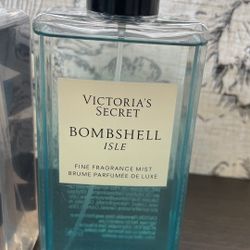 VICTORIA'S
SECRET
BOMBSHELL
ISLE
FINE FRAGRANCE MIST
BRUME PARFUMÉE DE LUXE